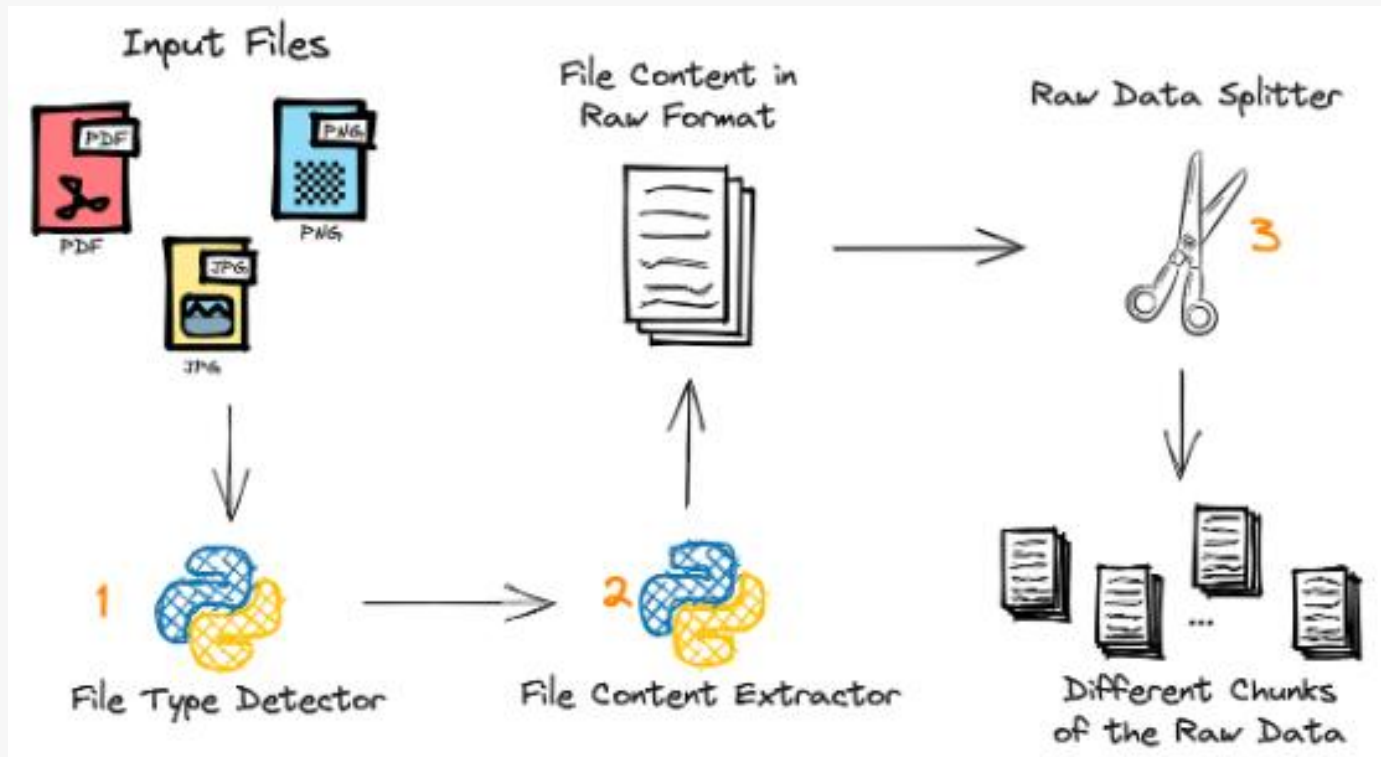 Input Files
PDF
PDF
PNG
PNG
JPG
JPG
1
File Type Detector
2
File Content Extractor
File Content in
Raw Format
Raw Data Splitter
3
...
Different Chunks
of the Raw Data